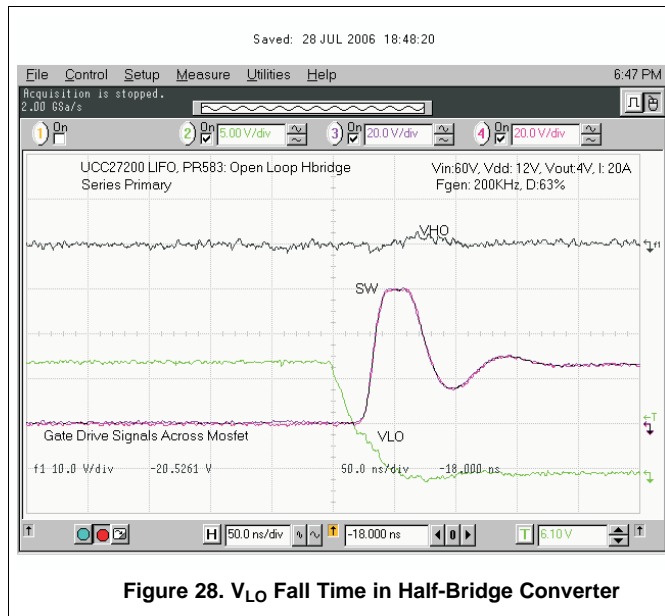 Saved: 28 JUL 2006 18:48:20
File Control Setup Measure Utilities Help 6:47 PM
Acquisition is stopped.
2.00 GSa/s
1 On 2 On 5.00 V/div 3 On 20.0 V/div 4 On 20.0 V/div
UCC27200 LIFO, PR583: Open Loop Hbridge
Series Primary
Vin:60V, Vdd: 12V, Vout:4V, I: 20A
Fgen: 200KHz, D:63%
VHO
f1
SW
T
Gate Drive Signals Across Mosfet
VLO
f1 10.0 V/div -20.5261 V 50.0 ns/div -18.000 ns
H 50.0 ns/div -18.000 ns 0 T 6.10 V
Figure 28. VLO Fall Time in Half-Bridge Converter